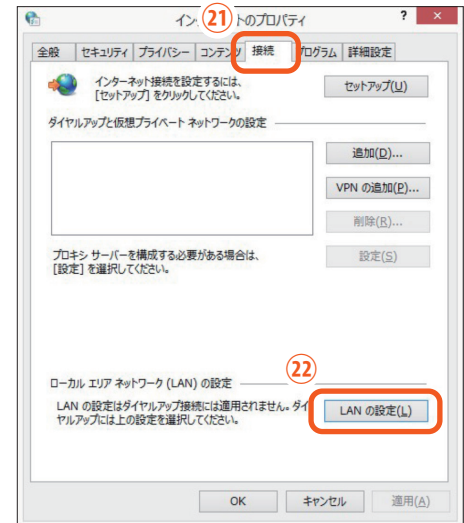 イン ㉑ トのプロパティ ? ×
全般 セキュリティ プライバシー コンテンツ 接続 プログラム 詳細設定
インターネット接続を設定するには、
[セットアップ] をクリックしてください。
セットアップ(U)
ダイヤルアップと仮想プライベート ネットワークの設定
追加(D)...
VPN の追加(P)...
削除(R)...
プロキシ サーバーを構成する必要がある場合は、
[設定] を選択してください。
設定(S)
㉒
ローカル エリア ネットワーク (LAN) の設定
LAN の設定はダイヤルアップ接続には適用されません。ダイ
ヤルアップには上の設定を選択してください。
LAN の設定(L)
OK キャンセル 適用(A)